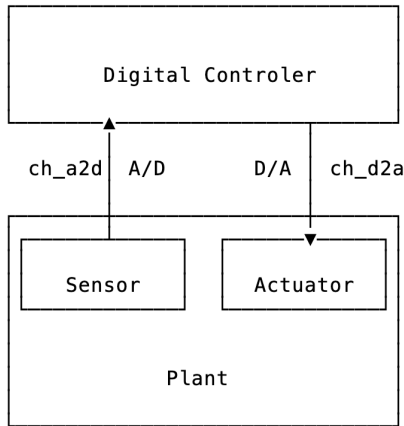 Digital Controler
ch_a2d A/D D/A ch_d2a
Sensor Actuator
Plant